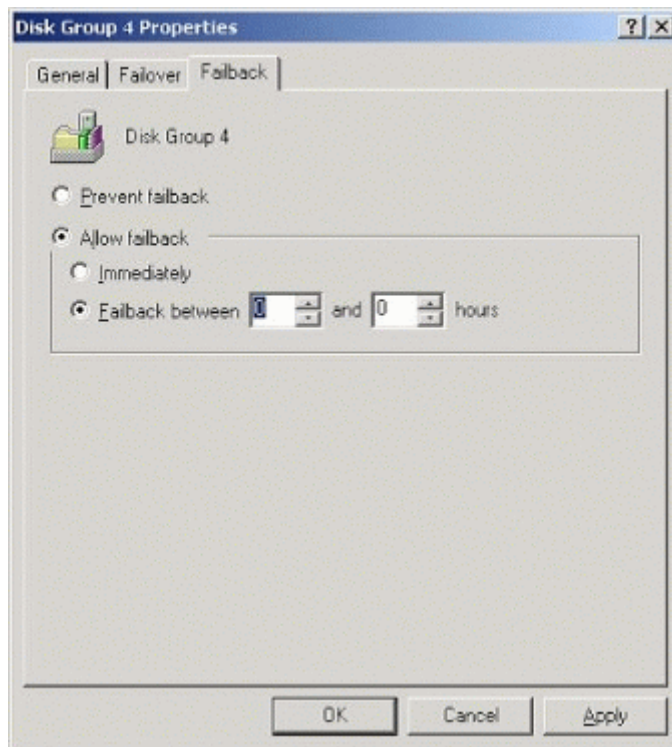 Disk Group 4 Properties
General Failover Failback
Disk Group 4
Prevent failback
Allow failback
Immediately
Failback between 0 and 0 hours
OK Cancel Apply